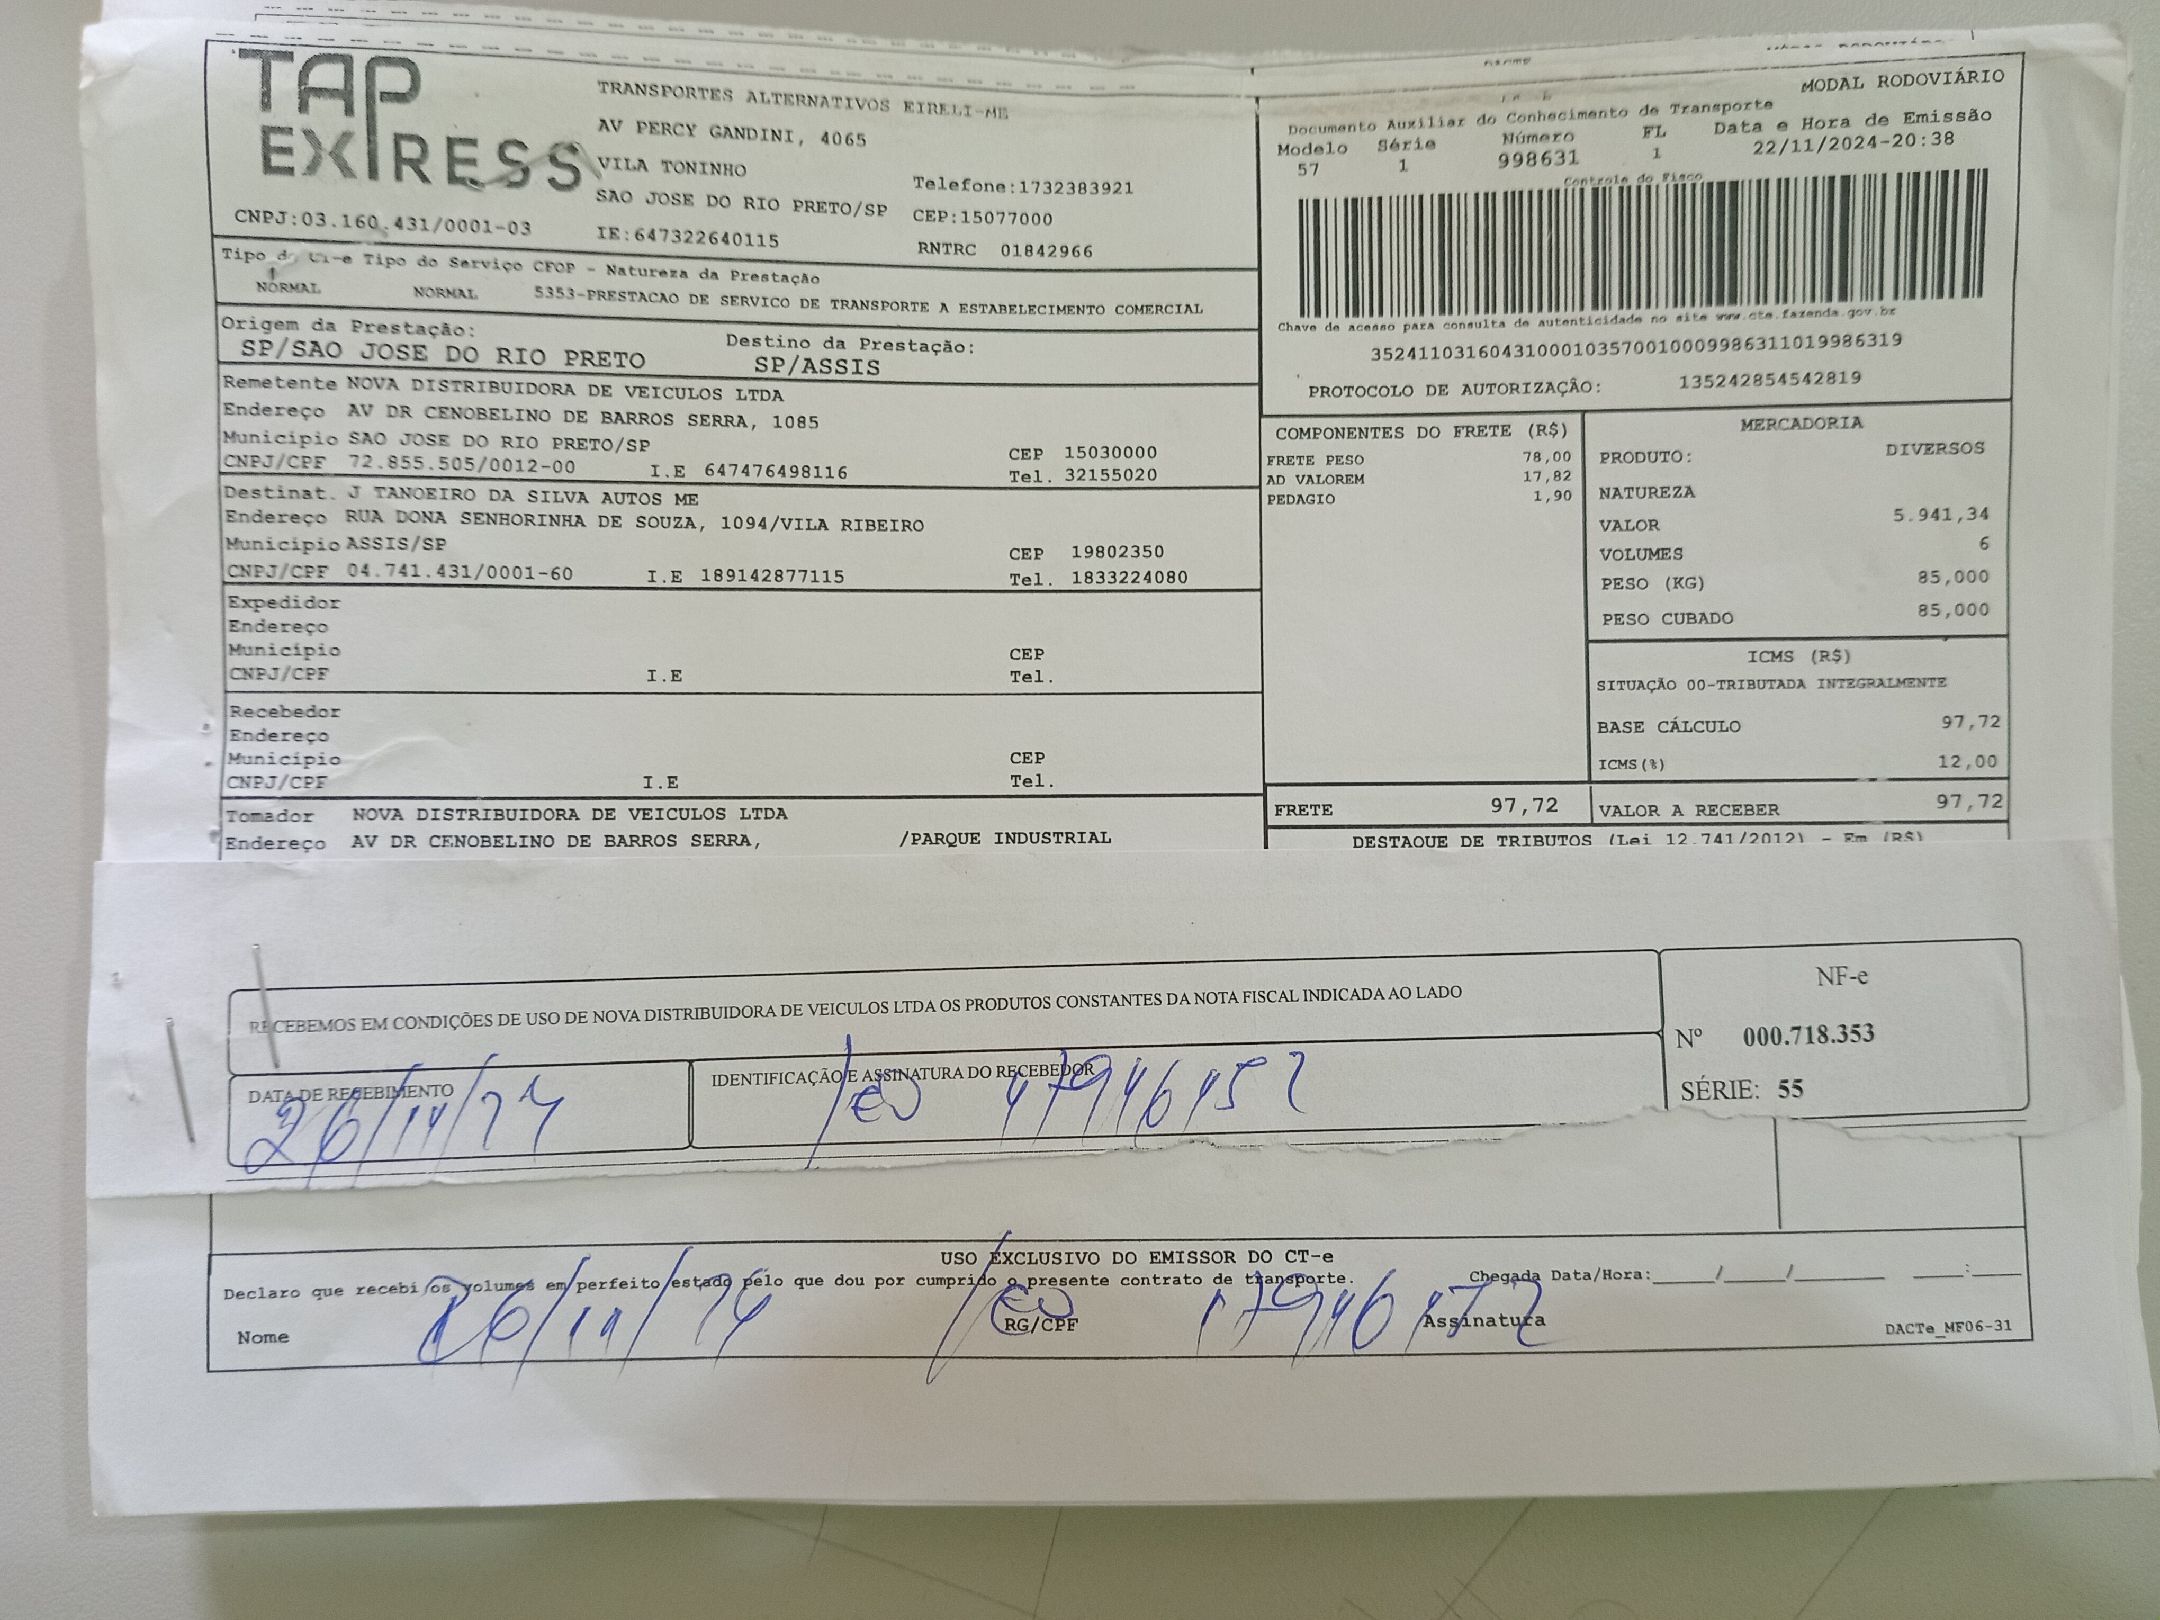 TAP
EXPRESS
TRANSPORTES ALTERNATIVOS EIRELI-ME
AV PERCY GANDINI, 4065
VILA TONINHO
Telefone:1732383921
SAO JOSE DO RIO PRETO/SP CEP:15077000
CNPJ:03.160.431/0001-03 IE:647322640115 RNTRC 01842966
MODAL RODOVIÁRIO
Documento Auxiliar do Conhecimento de Transporte
Modelo Série Número FL Data e Hora de Emissão
57 1 998631 1 22/11/2024-20:38
Controle do Fisco
Chave de acesso para consulta de autenticidade no site www.cte.fazenda.gov.br
35241103160431000103570010009986311019986319
PROTOCOLO DE AUTORIZAÇÃO: 135242854542819
Tipo do Ct-e Tipo do Serviço CFOP - Natureza da Prestação
NORMAL NORMAL 5353-PRESTACAO DE SERVICO DE TRANSPORTE A ESTABELECIMENTO COMERCIAL
Origem da Prestação: Destino da Prestação:
SP/SAO JOSE DO RIO PRETO SP/ASSIS
Remetente NOVA DISTRIBUIDORA DE VEICULOS LTDA
Endereço AV DR CENOBELINO DE BARROS SERRA, 1085
Município SAO JOSE DO RIO PRETO/SP CEP 15030000
CNPJ/CPF 72.855.505/0012-00 I.E 647476498116 Tel. 32155020
Destinat. J TANOEIRO DA SILVA AUTOS ME
Endereço RUA DONA SENHORINHA DE SOUZA, 1094/VILA RIBEIRO
Município ASSIS/SP CEP 19802350
CNPJ/CPF 04.741.431/0001-60 I.E 189142877115 Tel. 1833224080
Expedidor
Endereço
Município CEP
CNPJ/CPF I.E Tel.
Recebedor
Endereço
Município CEP
CNPJ/CPF I.E Tel.
Tomador NOVA DISTRIBUIDORA DE VEICULOS LTDA
Endereço AV DR CENOBELINO DE BARROS SERRA, /PARQUE INDUSTRIAL
COMPONENTES DO FRETE (R$)
FRETE PESO 78,00
AD VALOREM 17,82
PEDAGIO 1,90
FRETE 97,72
MERCADORIA
PRODUTO: DIVERSOS
NATUREZA
VALOR 5.941,34
VOLUMES 6
PESO (KG) 85,000
PESO CUBADO 85,000
ICMS (R$)
SITUAÇÃO 00-TRIBUTADA INTEGRALMENTE
BASE CÁLCULO 97,72
ICMS(%) 12,00
VALOR A RECEBER 97,72
DESTAQUE DE TRIBUTOS (Lei 12.741/2012) - Em (R$)
RECEBEMOS EM CONDIÇÕES DE USO DE NOVA DISTRIBUIDORA DE VEICULOS LTDA OS PRODUTOS CONSTANTES DA NOTA FISCAL INDICADA AO LADO
NF-e
Nº 000.718.353
SÉRIE: 55
DATA DE RECEBIMENTO IDENTIFICAÇÃO E ASSINATURA DO RECEBEDOR
26/11/24
USO EXCLUSIVO DO EMISSOR DO CT-e
Declaro que recebi os volumes em perfeito estado pelo que dou por cumprido o presente contrato de transporte. Chegada Data/Hora:____/____/______ ___:___
26/11/24
Nome RG/CPF Assinatura DACTe_MF06-31